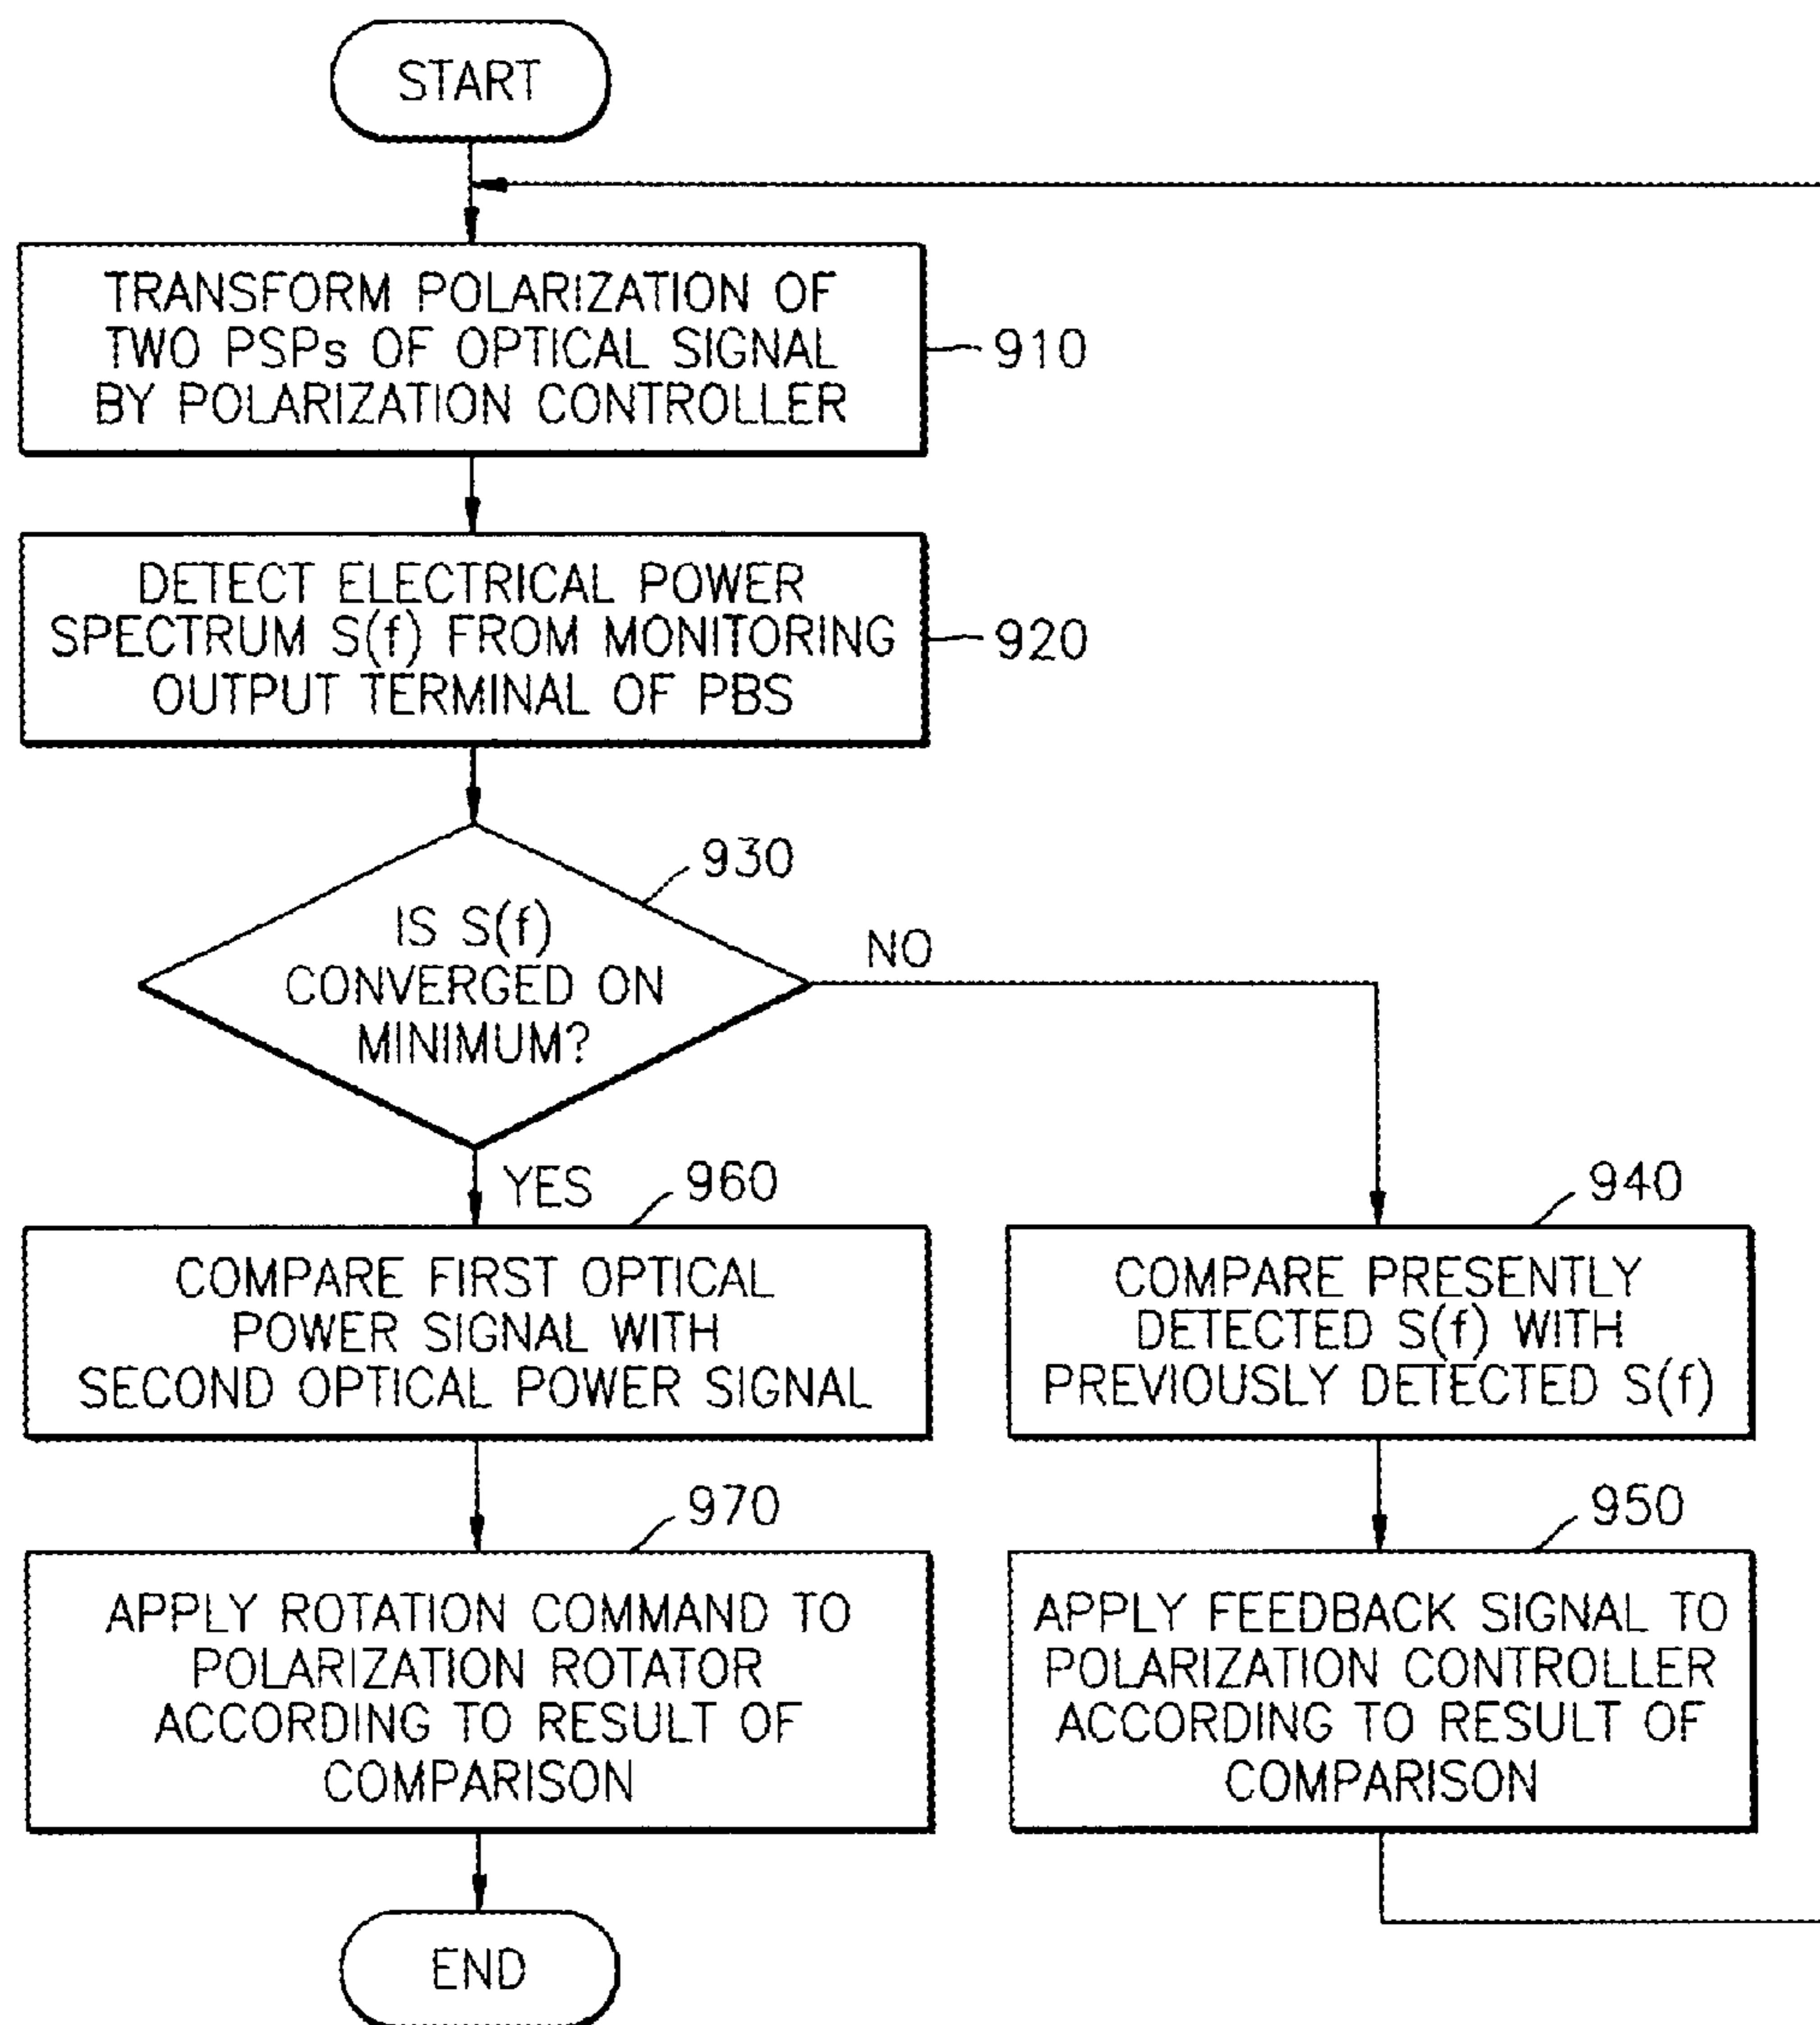 START
TRANSFORM POLARIZATION OF
TWO PSPs OF OPTICAL SIGNAL
BY POLARIZATION CONTROLLER
910
DETECT ELECTRICAL POWER
SPECTRUM S(f) FROM MONITORING
OUTPUT TERMINAL OF PBS
920
930
IS S(f)
CONVERGED ON
MINIMUM?
NO
YES
960
COMPARE FIRST OPTICAL
POWER SIGNAL WITH
SECOND OPTICAL POWER SIGNAL
940
COMPARE PRESENTLY
DETECTED S(f) WITH
PREVIOUSLY DETECTED S(f)
970
APPLY ROTATION COMMAND TO
POLARIZATION ROTATOR
ACCORDING TO RESULT OF
COMPARISON
950
APPLY FEEDBACK SIGNAL TO
POLARIZATION CONTROLLER
ACCORDING TO RESULT OF
COMPARISON
END